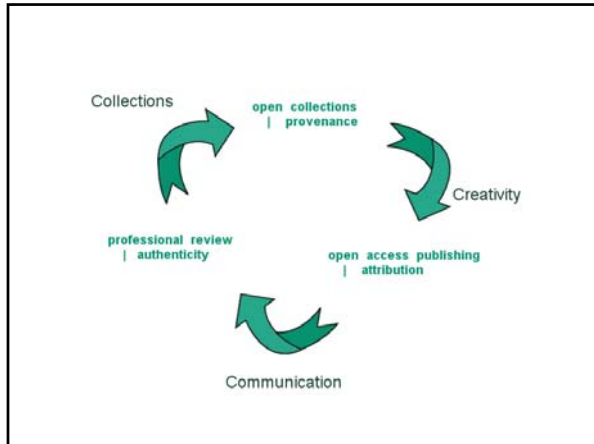 Collections
open collections
| provenance
Creativity
professional review
| authenticity
open access publishing
| attribution
Communication